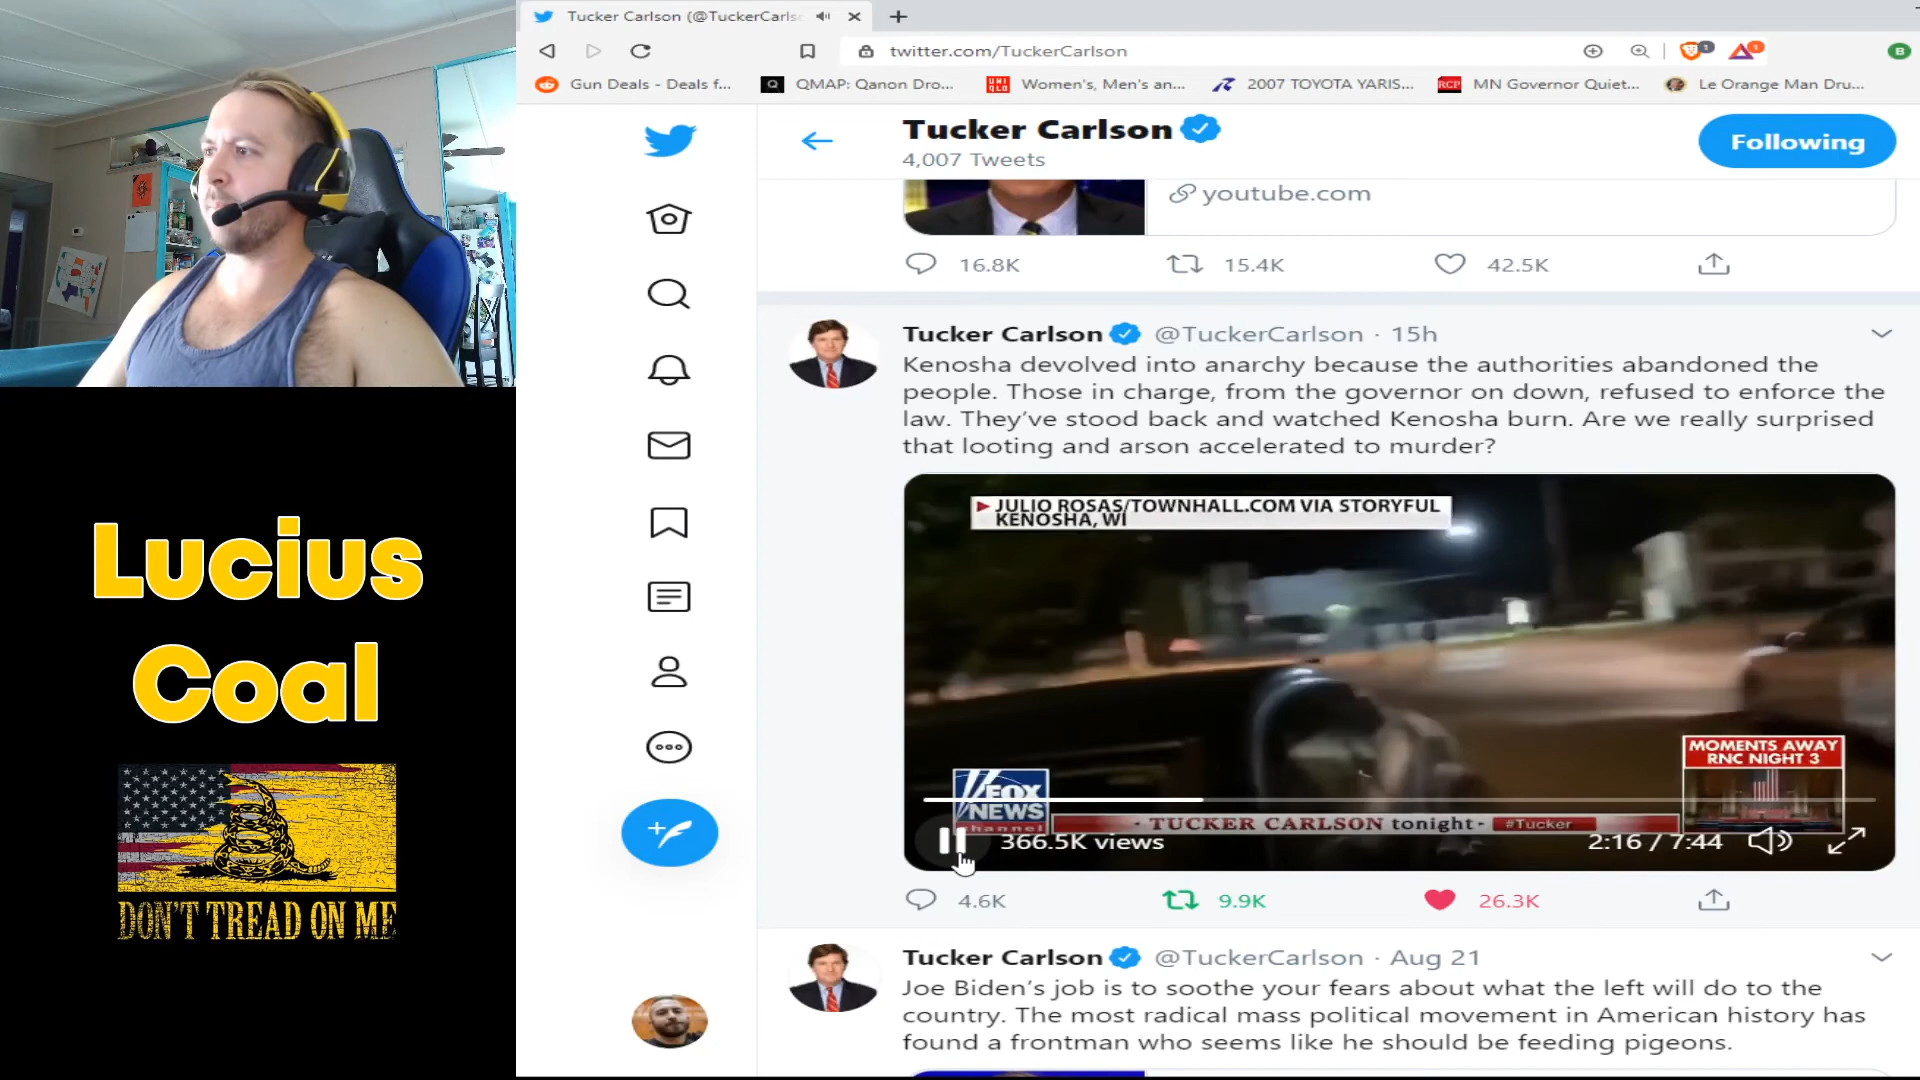 Tucker Carlson (@TuckerCarlso
twitter.com/TuckerCarlson
1
1
B
Gun Deals - Deals f...
Q
QMAP: Qanon Dro...
UNI
QLO
Women's, Men's an...
2007 TOYOTA YARIS...
RCP
MN Governor Quiet...
Le Orange Man Dru...
Tucker Carlson
4,007 Tweets
Following
youtube.com
16.8K
15.4K
42.5K
Tucker Carlson @TuckerCarlson · 15h
Kenosha devolved into anarchy because the authorities abandoned the
people. Those in charge, from the governor on down, refused to enforce the
law. They've stood back and watched Kenosha burn. Are we really surprised
that looting and arson accelerated to murder?
JULIO ROSAS/TOWNHALL.COM VIA STORYFUL
KENOSHA, WI
MOMENTS AWAY
RNC NIGHT 3
FOX
NEWS
channel
· TUCKER CARLSON tonight ·
#Tucker
366.5K views
2:16 / 7:44
4.6K
9.9K
26.3K
Tucker Carlson @TuckerCarlson · Aug 21
Joe Biden's job is to soothe your fears about what the left will do to the
country. The most radical mass political movement in American history has
found a frontman who seems like he should be feeding pigeons.
Lucius
Coal
DON'T TREAD ON ME